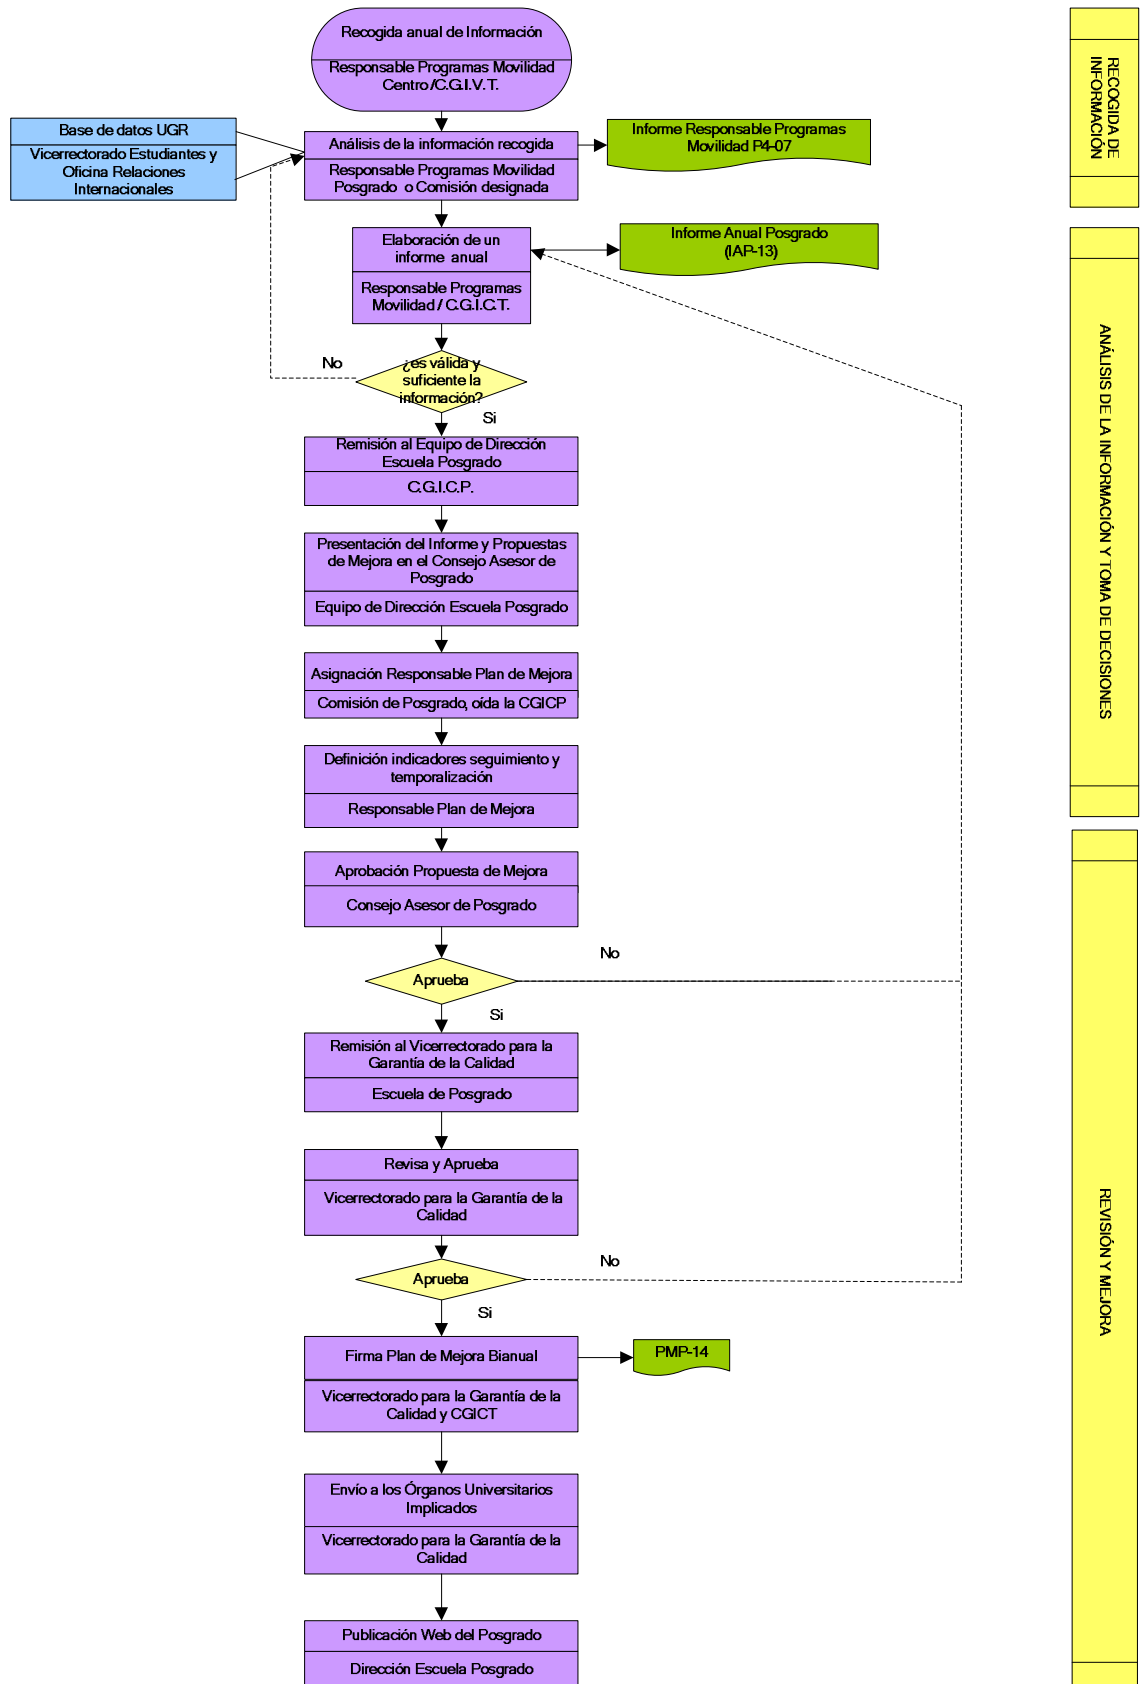 Recogida anual de Información
Responsable Programas Movilidad
Centro /C.G.I.V.T.
RECOGIDA DE
INFORMACIÓN
Base de datos UGR
Vicerrectorado Estudiantes y
Oficina Relaciones
Internacionales
Análisis de la información recogida
Responsable Programas Movilidad
Posgrado o Comisión designada
Informe Responsable Programas
Movilidad P4-07
Elaboración de un
informe anual
Responsable Programas
Movilidad / C.G.I.C.T.
Informe Anual Posgrado
(IAP-13)
ANÁLISIS DE LA INFORMACIÓN Y TOMA DE DECISIONES
No
¿es válida y
suficiente la
información?
Si
Remisión al Equipo de Dirección
Escuela Posgrado
C.G.I.C.P.
Presentación del Informe y Propuestas
de Mejora en el Consejo Asesor de
Posgrado
Equipo de Dirección Escuela Posgrado
Asignación Responsable Plan de Mejora
Comisión de Posgrado, oída la CGICP
Definición indicadores seguimiento y
temporalización
Responsable Plan de Mejora
Aprobación Propuesta de Mejora
Consejo Asesor de Posgrado
No
Aprueba
Si
Remisión al Vicerrectorado para la
Garantía de la Calidad
Escuela de Posgrado
REVISIÓN Y MEJORA
Revisa y Aprueba
Vicerrectorado para la Garantía de la
Calidad
No
Aprueba
Si
Firma Plan de Mejora Bianual
Vicerrectorado para la Garantía de la
Calidad y CGICT
PMP-14
Envío a los Órganos Universitarios
Implicados
Vicerrectorado para la Garantía de la
Calidad
Publicación Web del Posgrado
Dirección Escuela Posgrado